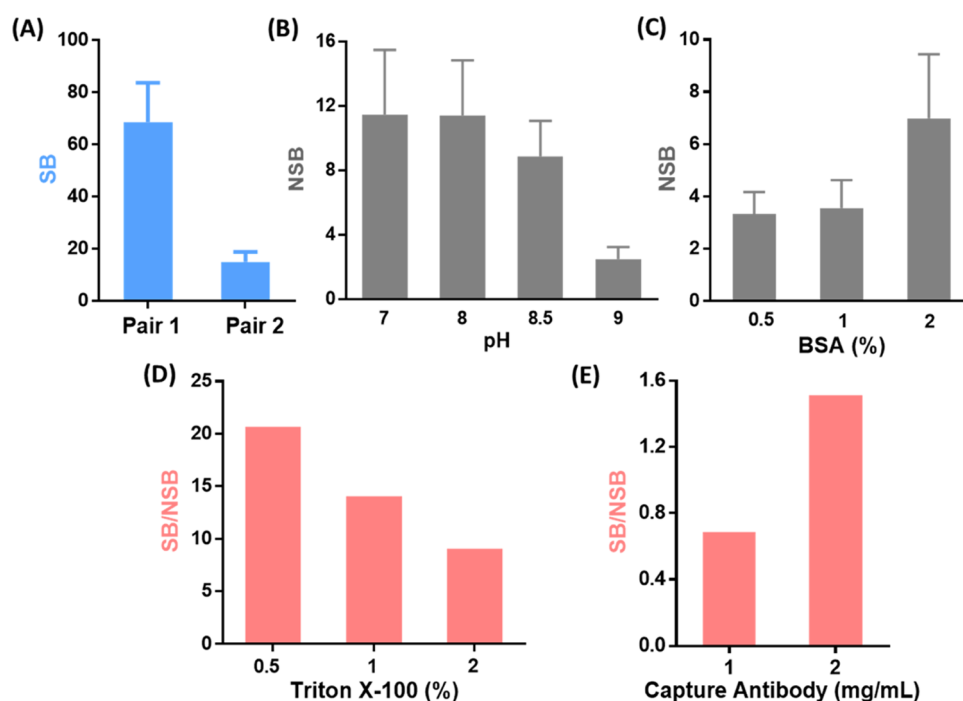 (A)
100
80
60
40
20
0
SB
Pair 1 Pair 2
(B)
16
12
8
4
0
NSB
7 8 8.5 9
pH
(C)
10
8
6
4
2
0
NSB
0.5 1 2
BSA (%)
(D)
25
20
15
10
5
0
SB/NSB
0.5 1 2
Triton X-100 (%)
(E)
1.6
1.2
0.8
0.4
0.0
SB/NSB
1 2
Capture Antibody (mg/mL)